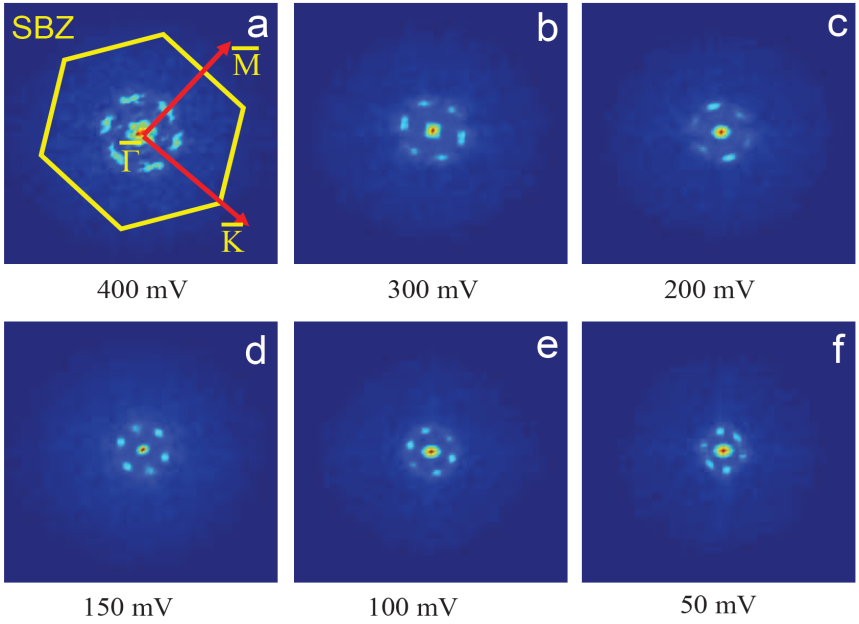 SBZ
a
M̅
Γ̅
K̅
b
c
400 mV
300 mV
200 mV
d
e
f
150 mV
100 mV
50 mV